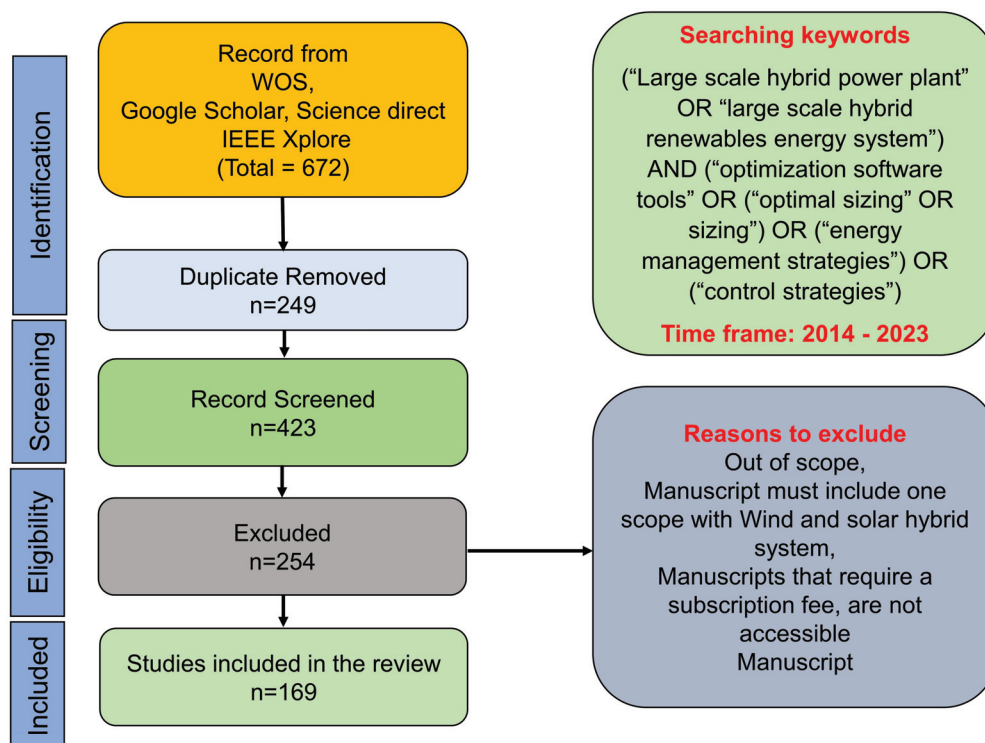 Identification
Record from
WOS,
Google Scholar, Science direct
IEEE Xplore
(Total = 672)
Duplicate Removed
n=249
Screening
Record Screened
n=423
Eligibility
Excluded
n=254
Included
Studies included in the review
n=169
Searching keywords
(“Large scale hybrid power plant”
OR “large scale hybrid
renewables energy system”)
AND (“optimization software
tools” OR (“optimal sizing” OR
sizing”) OR (“energy
management strategies”) OR
(“control strategies”)
Time frame: 2014 - 2023
Reasons to exclude
Out of scope,
Manuscript must include one
scope with Wind and solar hybrid
system,
Manuscripts that require a
subscription fee, are not
accessible
Manuscript